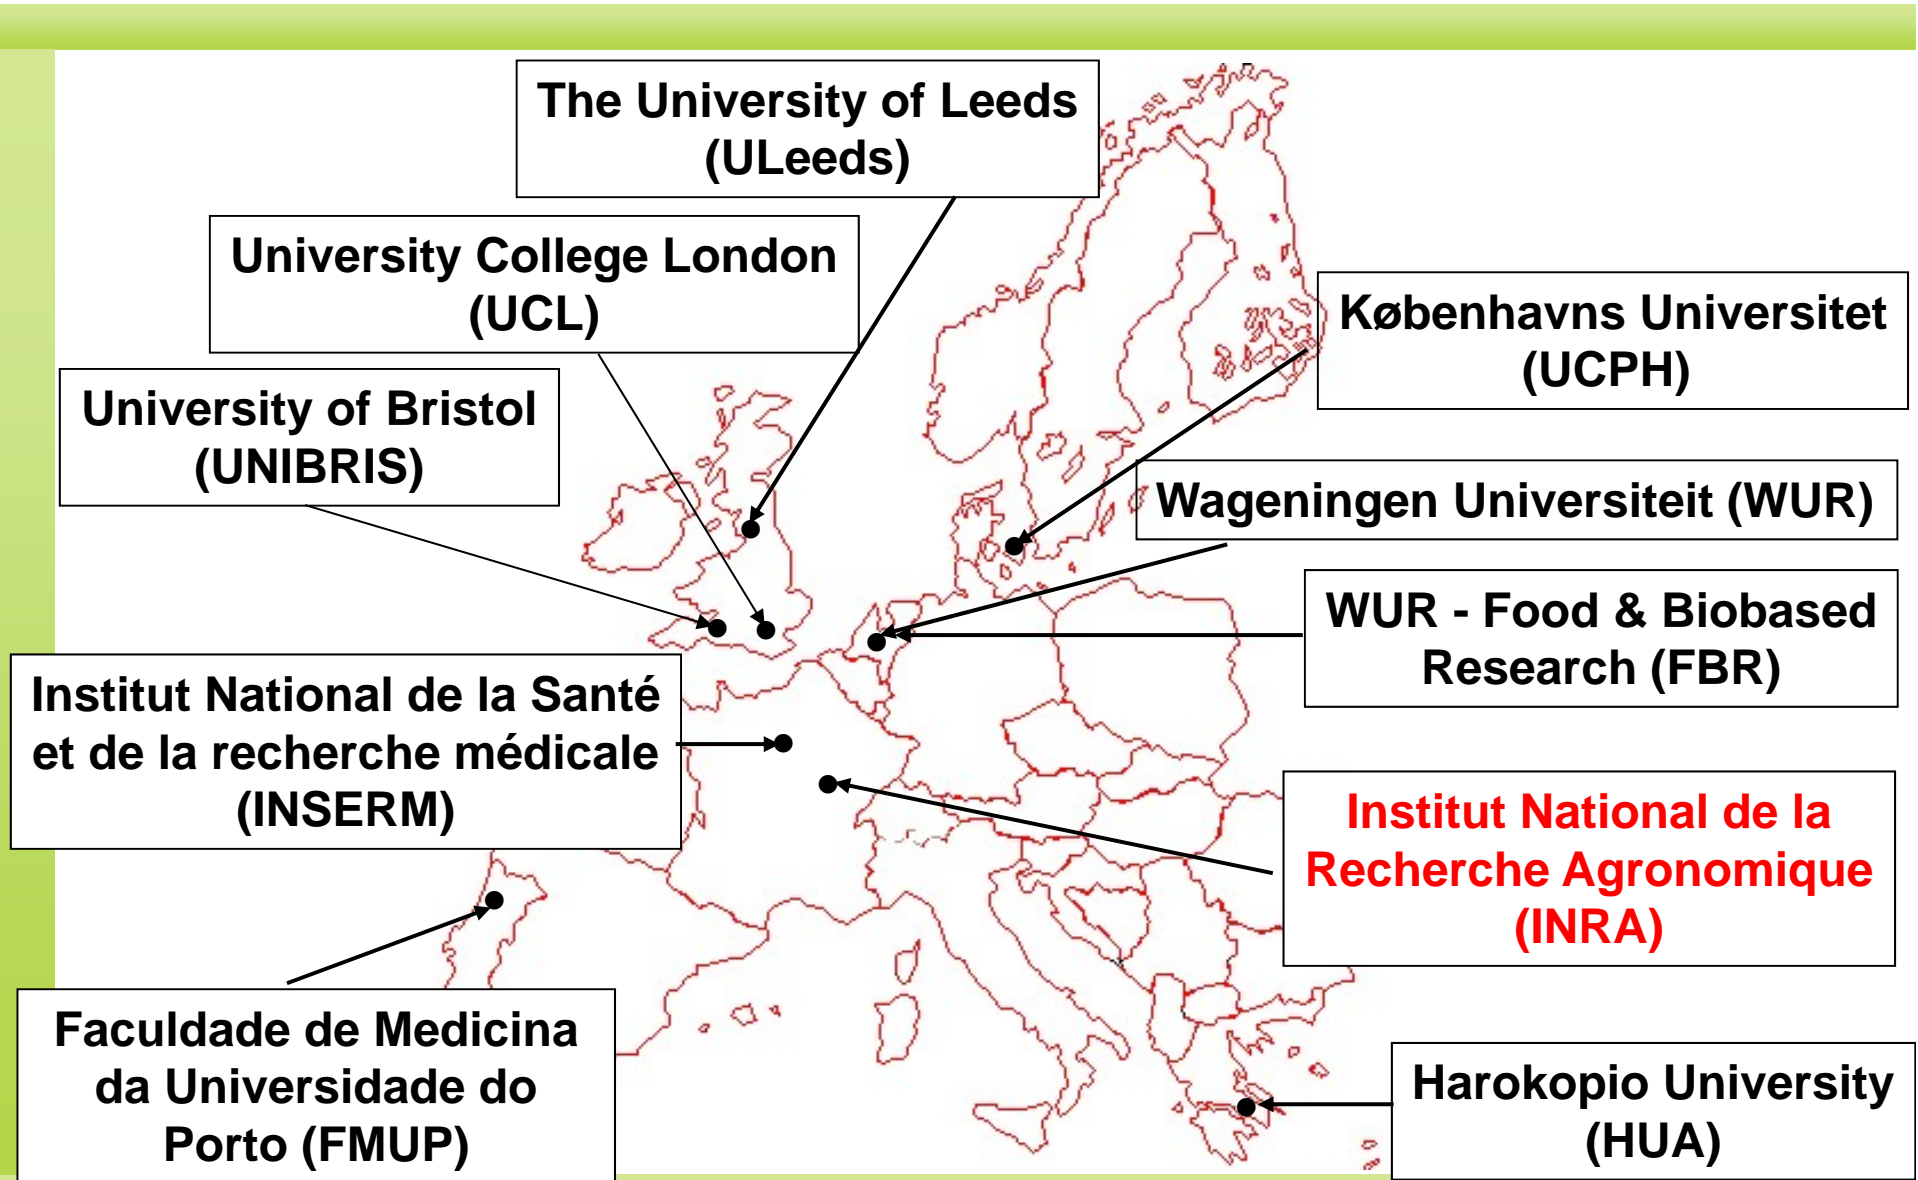 The University of Leeds
(ULeeds)
University College London
(UCL)
Københavns Universitet
(UCPH)
University of Bristol
(UNIBRIS)
Wageningen Universiteit (WUR)
WUR - Food & Biobased
Research (FBR)
Institut National de la Santé
et de la recherche médicale
(INSERM)
Institut National de la
Recherche Agronomique
(INRA)
Faculdade de Medicina
da Universidade do
Porto (FMUP)
Harokopio University
(HUA)